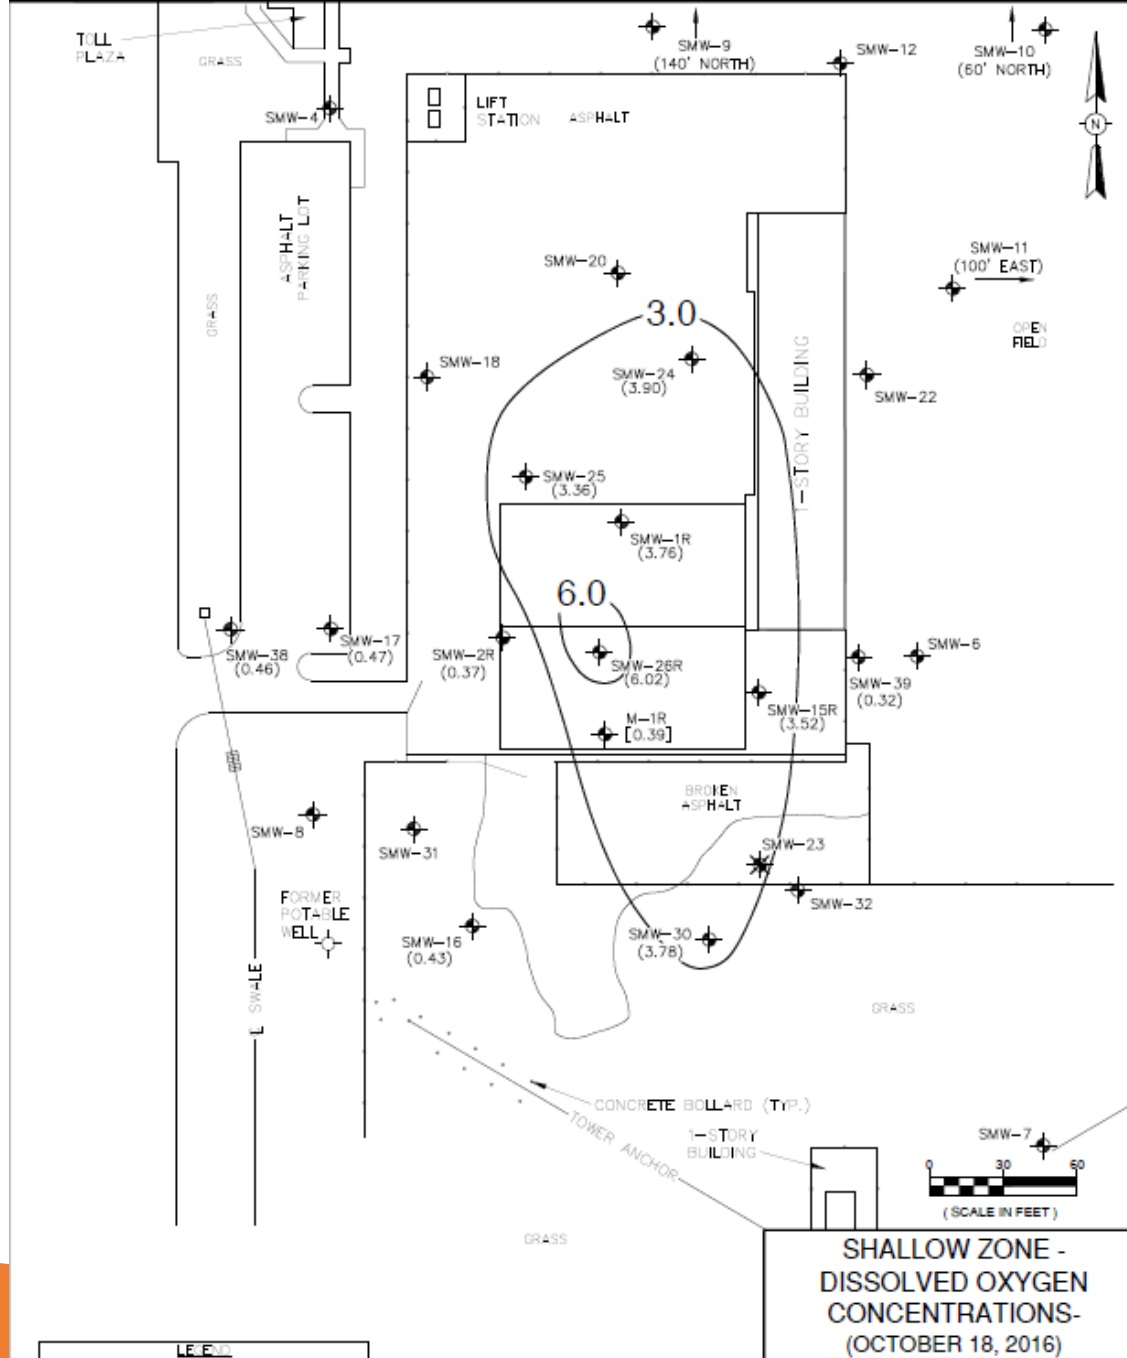 TOLL
PLAZA
GRASS
SMW-9
(140' NORTH)
SMW-12
SMW-10
(60' NORTH)
N
SMW-4
LIFT
STATION
ASPHALT
ASPHALT
PARKING LOT
GRASS
SMW-20
SMW-11
(100' EAST)
OPEN
FIELD
3.0
SMW-18
SMW-24
(3.90)
1-STORY BUILDING
SMW-22
SMW-25
(3.36)
SMW-1R
(3.76)
6.0
SMW-38
(0.46)
SMW-17
(0.47)
SMW-2R
(0.37)
SMW-26R
(6.02)
SMW-6
SMW-39
(0.32)
SMW-15R
(3.52)
M-1R
[0.39]
BROKEN
ASPHALT
SMW-8
SMW-31
SMW-23
SMW-32
FORMER
POTABLE
WELL
SMW-16
(0.43)
SMW-30
(3.78)
SWALE
GRASS
CONCRETE BOLLARD (TYP.)
TOWER ANCHOR
1-STORY
BUILDING
SMW-7
0 30 60
( SCALE IN FEET )
GRASS
SHALLOW ZONE -
DISSOLVED OXYGEN
CONCENTRATIONS-
(OCTOBER 18, 2016)
LEGEND